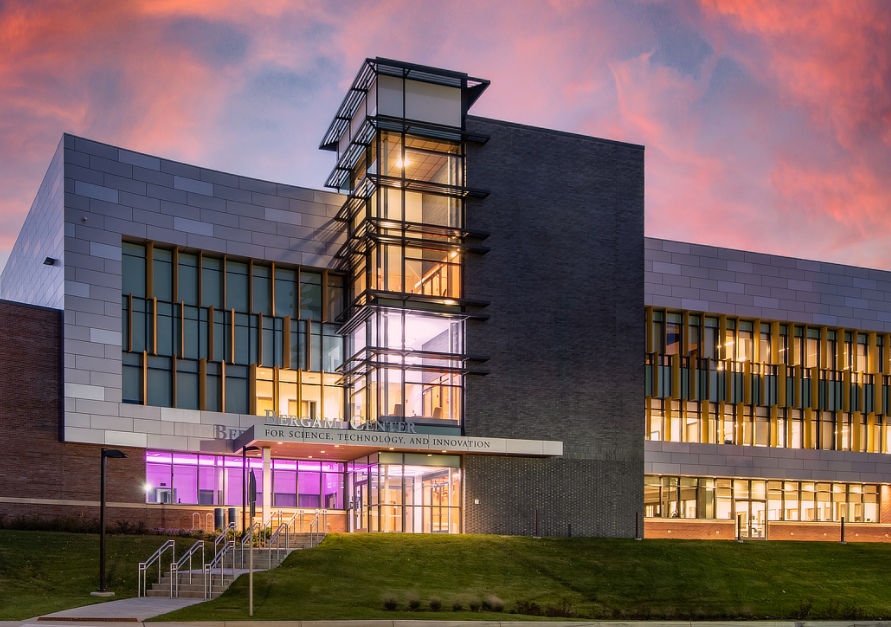 BERGAMI CENTER
FOR SCIENCE, TECHNOLOGY, AND INNOVATION